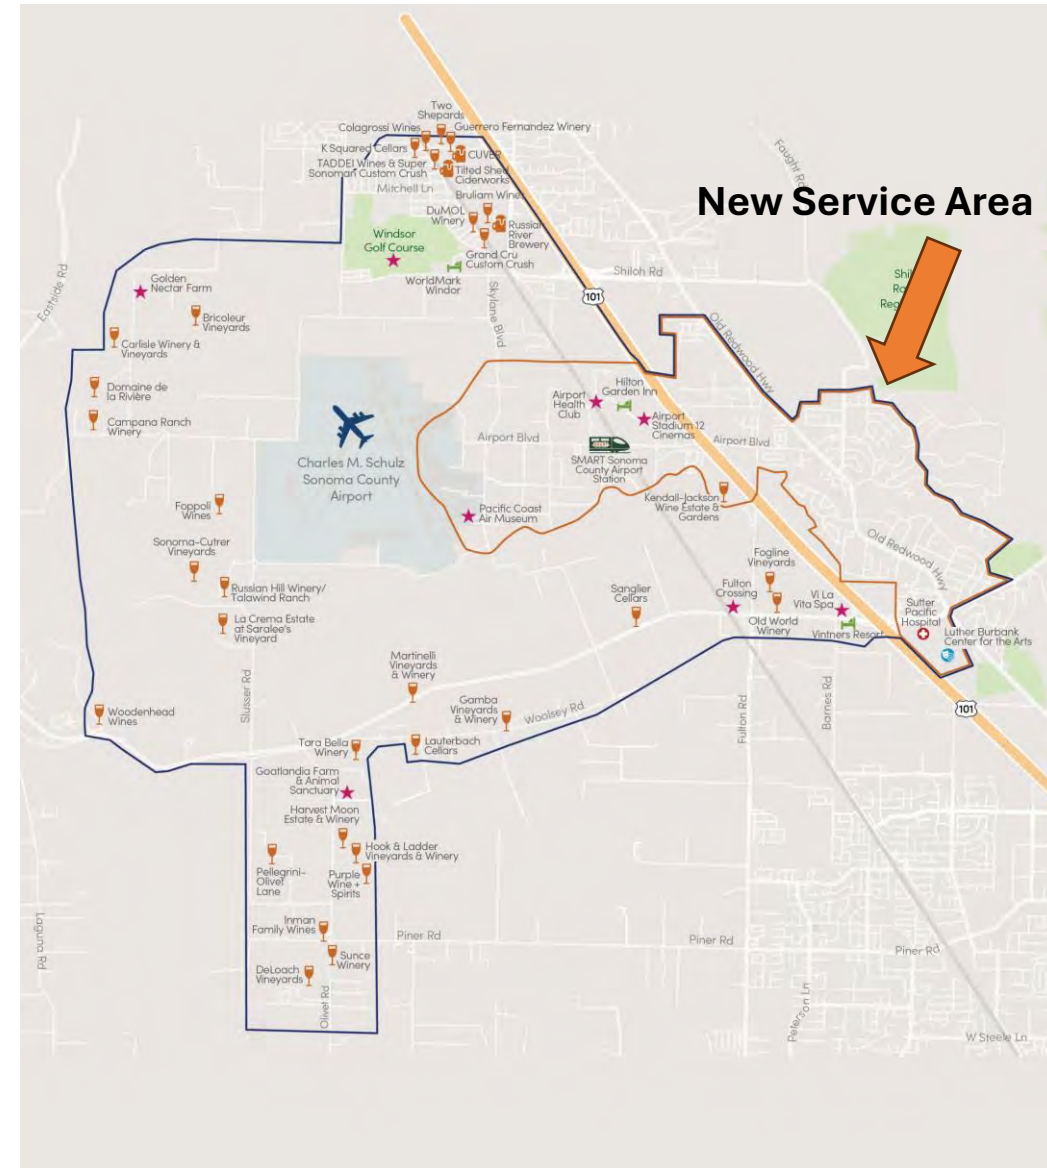 Two
Shepards
Colagrossi Wines
Guerrero Fernandez Winery
K Squared Cellars
CUVER
TADDEI Wines & Super
Sonoman Custom Crush
Tilted Shed
Ciderworks
Mitchell Ln
Bruliam Wines
DuMOL
Winery
Russian
River
Brewery
Windsor
Golf Course
Grand Cru
Custom Crush
WorldMark
Windor
Faught Rd
New Service Area
Shiloh Rd
101
Skylane Blvd
Eastside Rd
Golden
Nectar Farm
Bricoleur
Vineyards
Carlisle Winery &
Vineyards
Domaine de
la Rivière
Campana Ranch
Winery
Old Redwood Hwy
Hilton
Garden Inn
Airport
Health
Club
Airport
Stadium 12
Cinemas
Airport Blvd
Airport Blvd
SMART Sonoma
County Airport
Station
Charles M. Schulz
Sonoma County
Airport
Kendall-Jackson
Wine Estate &
Gardens
Pacific Coast
Air Museum
Foppoli
Wines
Old Redwood Hwy
Sonoma-Cutrer
Vineyards
Fogline
Vineyards
Russian Hill Winery/
Talawind Ranch
Sanglier
Cellars
Fulton
Crossing
Vi La
Vita Spa
Sutter
Pacific
Hospital
La Crema Estate
at Saralee's
Vineyard
Old World
Winery
Vintners Resort
Luther Burbank
Center for the Arts
Martinelli
Vineyards
& Winery
Slusser Rd
Barnes Rd
Fulton Rd
101
Gamba
Vineyards
& Winery
Woolsey Rd
Woodenhead
Wines
Tara Bella
Winery
Lauterbach
Cellars
Goatlandia Farm
& Animal
Sanctuary
Harvest Moon
Estate & Winery
Hook & Ladder
Vineyards & Winery
Pellegrini-
Olivet
Lane
Purple
Wine +
Spirits
Laguna Rd
Inman
Family Wines
Piner Rd
Piner Rd
Piner Rd
Sunce
Winery
DeLoach
Vineyards
Olivet Rd
Peterson Ln
W Steele Ln